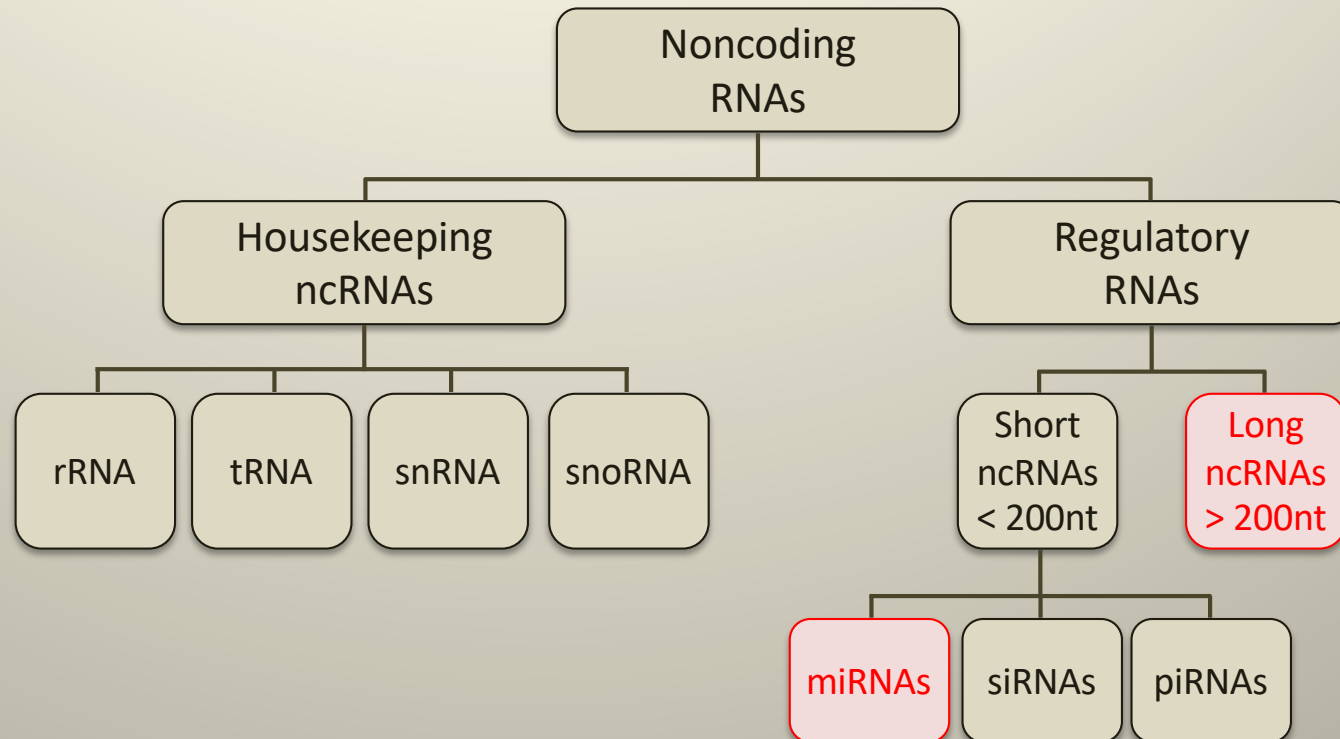 Noncoding
RNAs
Housekeeping
ncRNAs
Regulatory
RNAs
rRNA
tRNA
snRNA
snoRNA
Short
ncRNAs
< 200nt
Long
ncRNAs
> 200nt
miRNAs
siRNAs
piRNAs